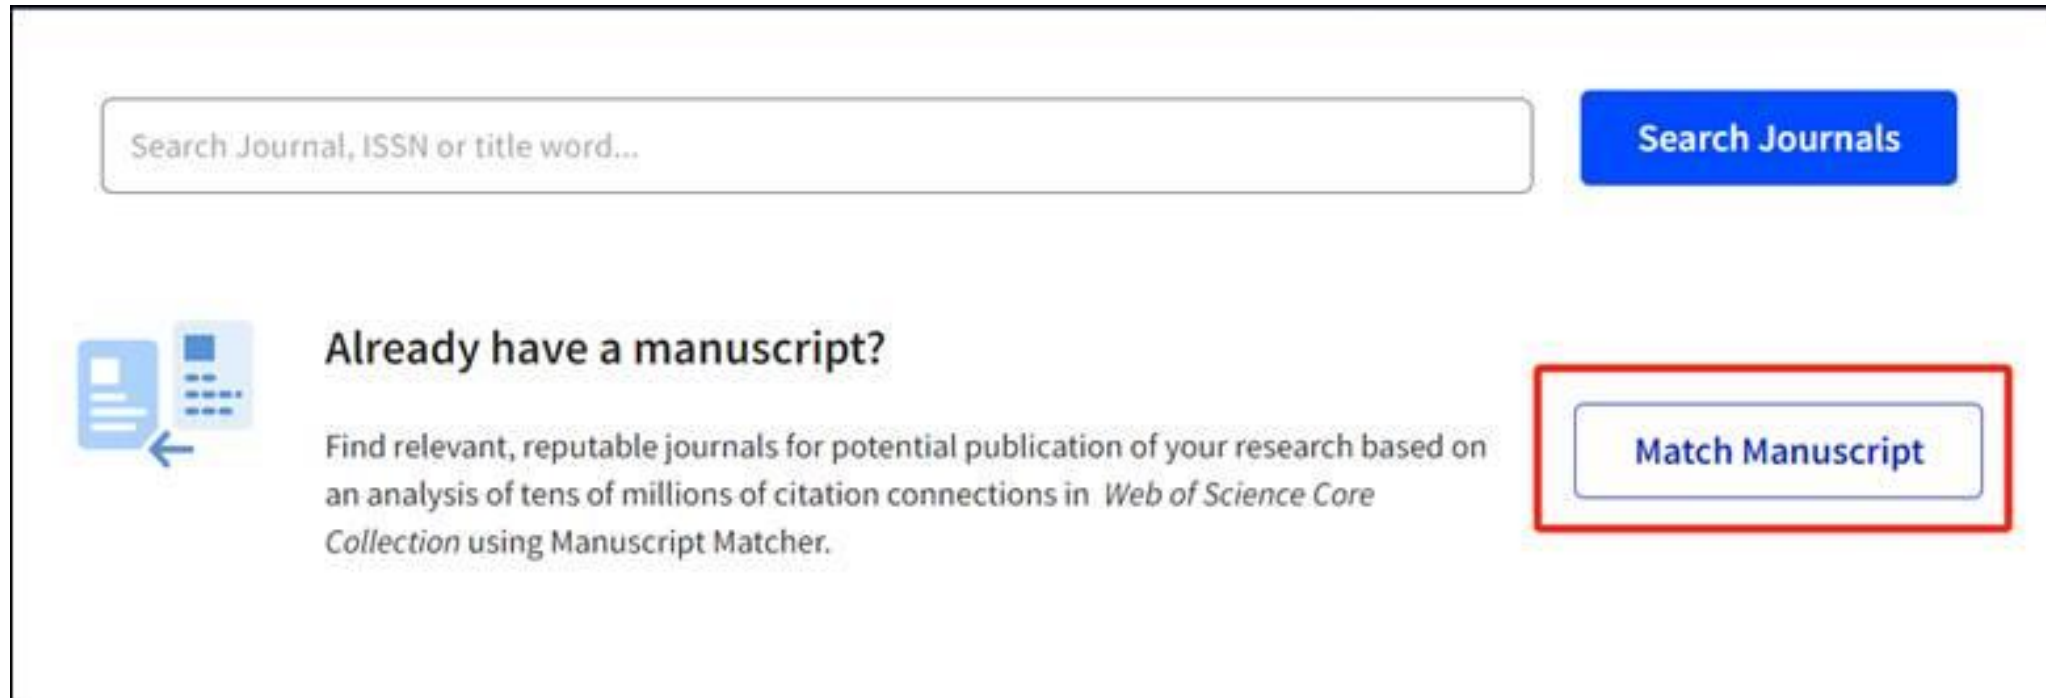 Search Journal, ISSN or title word...
Search Journals
Already have a manuscript?
Find relevant, reputable journals for potential publication of your research based on
an analysis of tens of millions of citation connections in Web of Science Core
Collection using Manuscript Matcher.
Match Manuscript